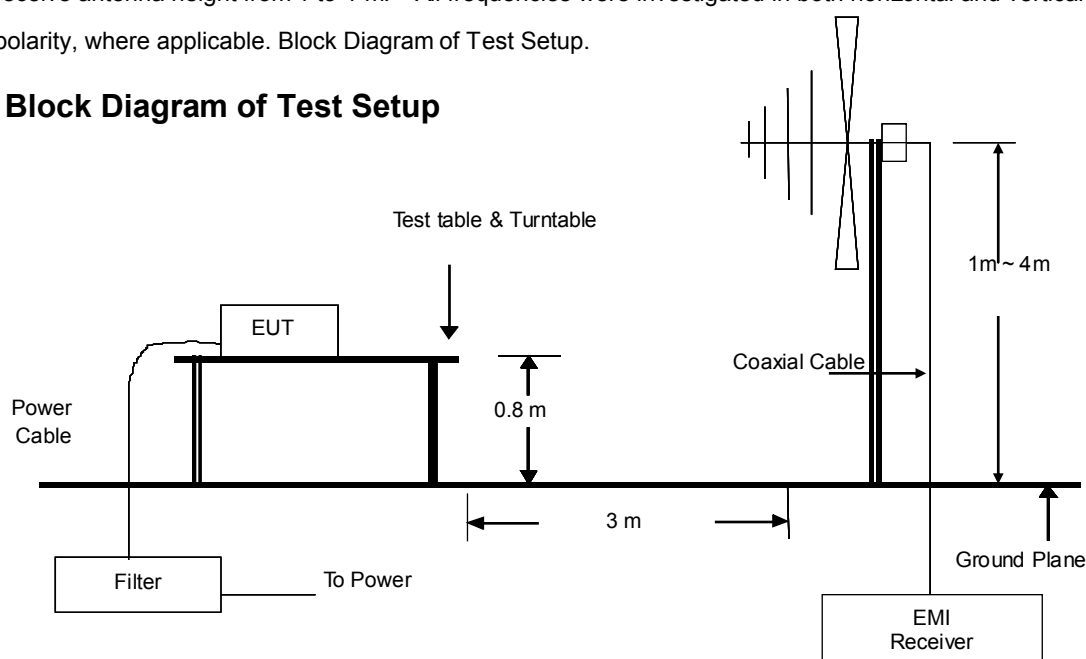 polarity, where applicable. Block Diagram of Test Setup.
Block Diagram of Test Setup
Test table & Turntable
1m ~ 4m
EUT
Coaxial Cable
0.8 m
Power
Cable
3 m
Ground Plane
Filter
To Power
EMI
Receiver